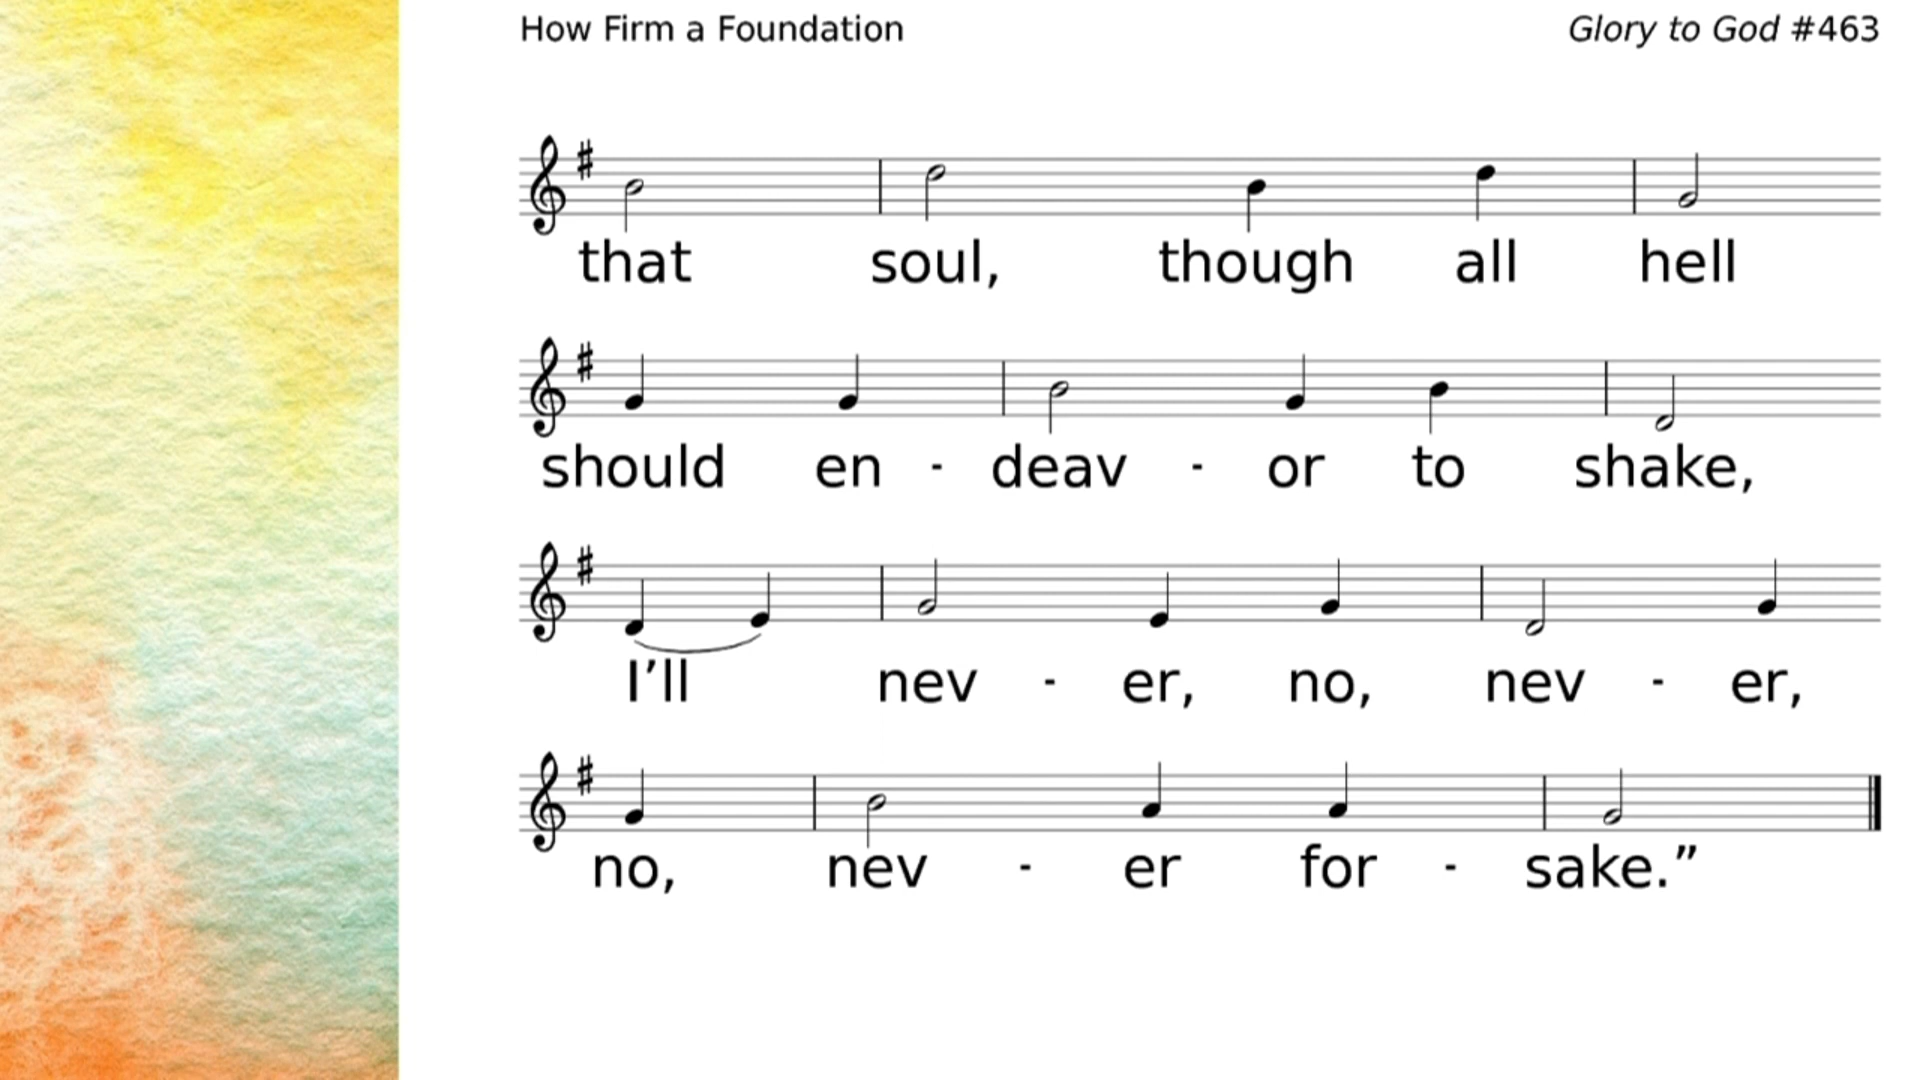 How Firm a Foundation
Glory to God #463
that soul, though all hell
should en - deav - or to shake,
I’ll nev - er, no, nev - er,
no, nev - er for - sake.”